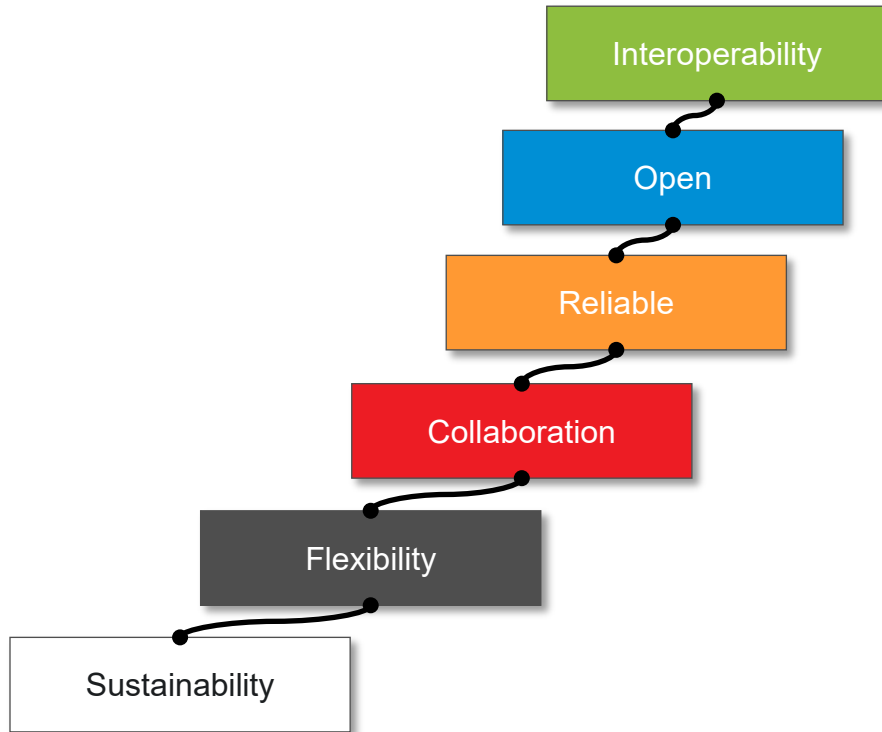 Interoperability
Open
Reliable
Collaboration
Flexibility
Sustainability